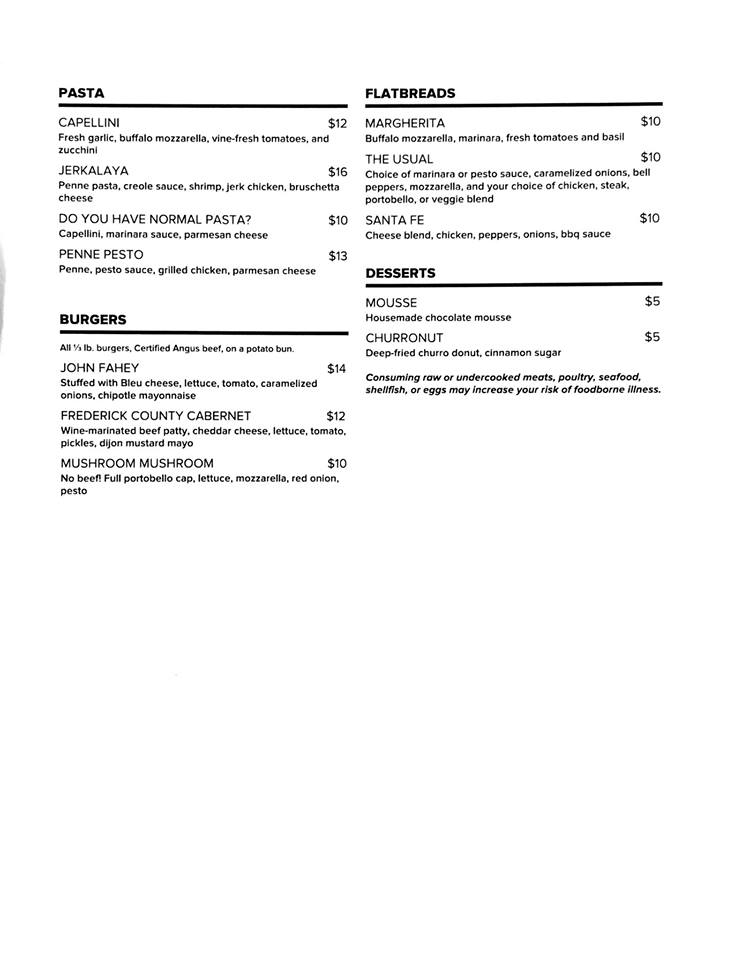 PASTA
CAPELLINI $12
Fresh garlic, buffalo mozzarella, vine-fresh tomatoes, and
zucchini
JERKALAYA $16
Penne pasta, creole sauce, shrimp, jerk chicken, bruschetta
cheese
DO YOU HAVE NORMAL PASTA? $10
Capellini, marinara sauce, parmesan cheese
PENNE PESTO $13
Penne, pesto sauce, grilled chicken, parmesan cheese
BURGERS
All ⅓ lb. burgers, Certified Angus beef, on a potato bun.
JOHN FAHEY $14
Stuffed with Bleu cheese, lettuce, tomato, caramelized
onions, chipotle mayonnaise
FREDERICK COUNTY CABERNET $12
Wine-marinated beef patty, cheddar cheese, lettuce, tomato,
pickles, dijon mustard mayo
MUSHROOM MUSHROOM $10
No beef! Full portobello cap, lettuce, mozzarella, red onion,
pesto
FLATBREADS
MARGHERITA $10
Buffalo mozzarella, marinara, fresh tomatoes and basil
THE USUAL $10
Choice of marinara or pesto sauce, caramelized onions, bell
peppers, mozzarella, and your choice of chicken, steak,
portobello, or veggie blend
SANTA FE $10
Cheese blend, chicken, peppers, onions, bbq sauce
DESSERTS
MOUSSE $5
Housemade chocolate mousse
CHURRONUT $5
Deep-fried churro donut, cinnamon sugar
Consuming raw or undercooked meats, poultry, seafood,
shellfish, or eggs may increase your risk of foodborne illness.